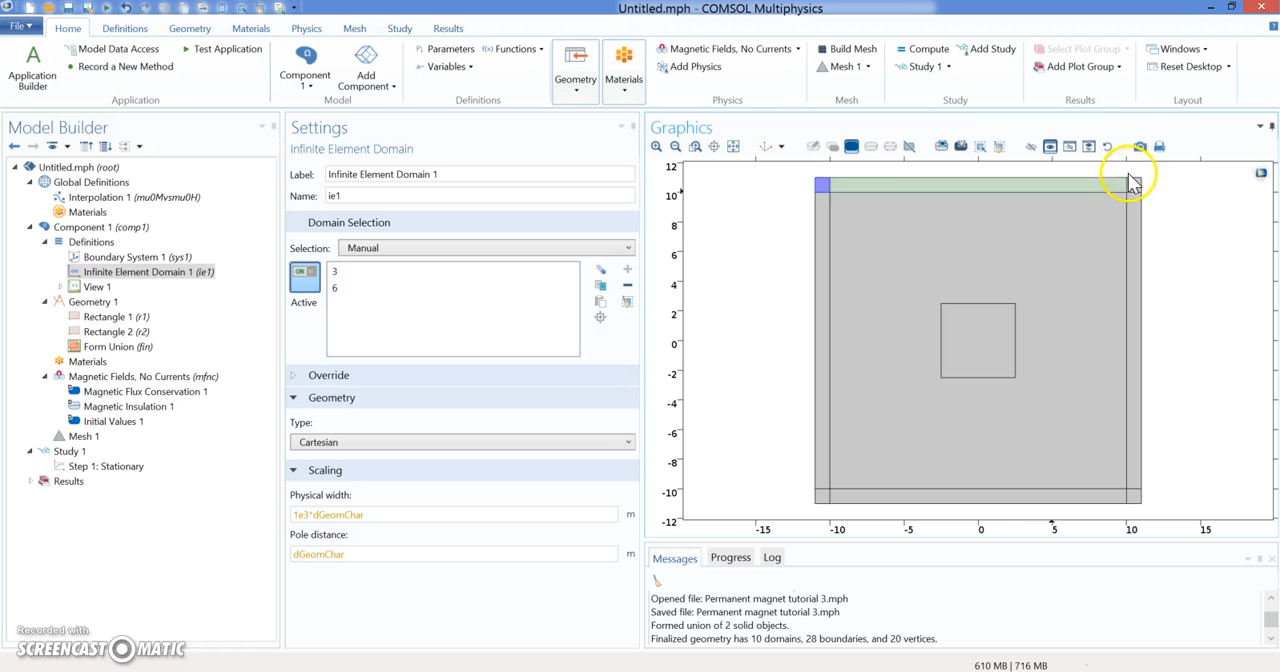 Untitled.mph - COMSOL Multiphysics
File Home Definitions Geometry Materials Physics Mesh Study Results
Application Builder
Model Data Access
Record a New Method
Test Application
Application
Component 1
Add Component
Model
Parameters
Variables
f(x) Functions
Definitions
Geometry
Materials
Magnetic Fields, No Currents
Add Physics
Physics
Build Mesh
Mesh 1
Mesh
Compute
Study 1
Add Study
Study
Select Plot Group
Add Plot Group
Results
Windows
Reset Desktop
Layout
Model Builder
Untitled.mph (root)
Global Definitions
Interpolation 1 (mu0Mvsmu0H)
Materials
Component 1 (comp1)
Definitions
Boundary System 1 (sys1)
Infinite Element Domain 1 (ie1)
View 1
Geometry 1
Rectangle 1 (r1)
Rectangle 2 (r2)
Form Union (fin)
Materials
Magnetic Fields, No Currents (mfnc)
Magnetic Flux Conservation 1
Magnetic Insulation 1
Initial Values 1
Mesh 1
Study 1
Step 1: Stationary
Results
Recorded with
SCREENCAST-O-MATIC
Settings
Infinite Element Domain
Label: Infinite Element Domain 1
Name: ie1
Domain Selection
Selection: Manual
ON
Active
3
6
Override
Geometry
Type:
Cartesian
Scaling
Physical width:
1e3*dGeomChar m
Pole distance:
dGeomChar m
Graphics
12
10
8
6
4
2
0
-2
-4
-6
-8
-10
-12
-15 -10 -5 0 5 10 15
Messages Progress Log
Opened file: Permanent magnet tutorial 3.mph
Saved file: Permanent magnet tutorial 3.mph
Formed union of 2 solid objects.
Finalized geometry has 10 domains, 28 boundaries, and 20 vertices.
610 MB | 716 MB